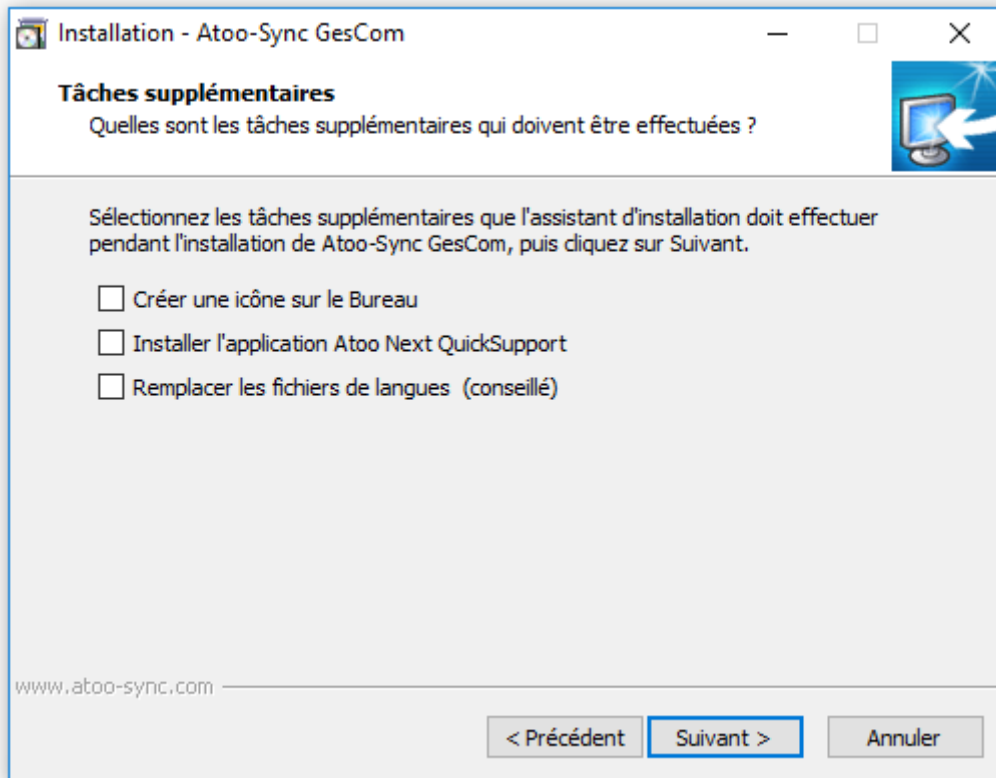 Installation - Atoo-Sync GesCom
Tâches supplémentaires
Quelles sont les tâches supplémentaires qui doivent être effectuées ?
Sélectionnez les tâches supplémentaires que l'assistant d'installation doit effectuer
pendant l'installation de Atoo-Sync GesCom, puis cliquez sur Suivant.
Créer une icône sur le Bureau
Installer l'application Atoo Next QuickSupport
Remplacer les fichiers de langues  (conseillé)
www.atoo-sync.com
< Précédent
Suivant >
Annuler